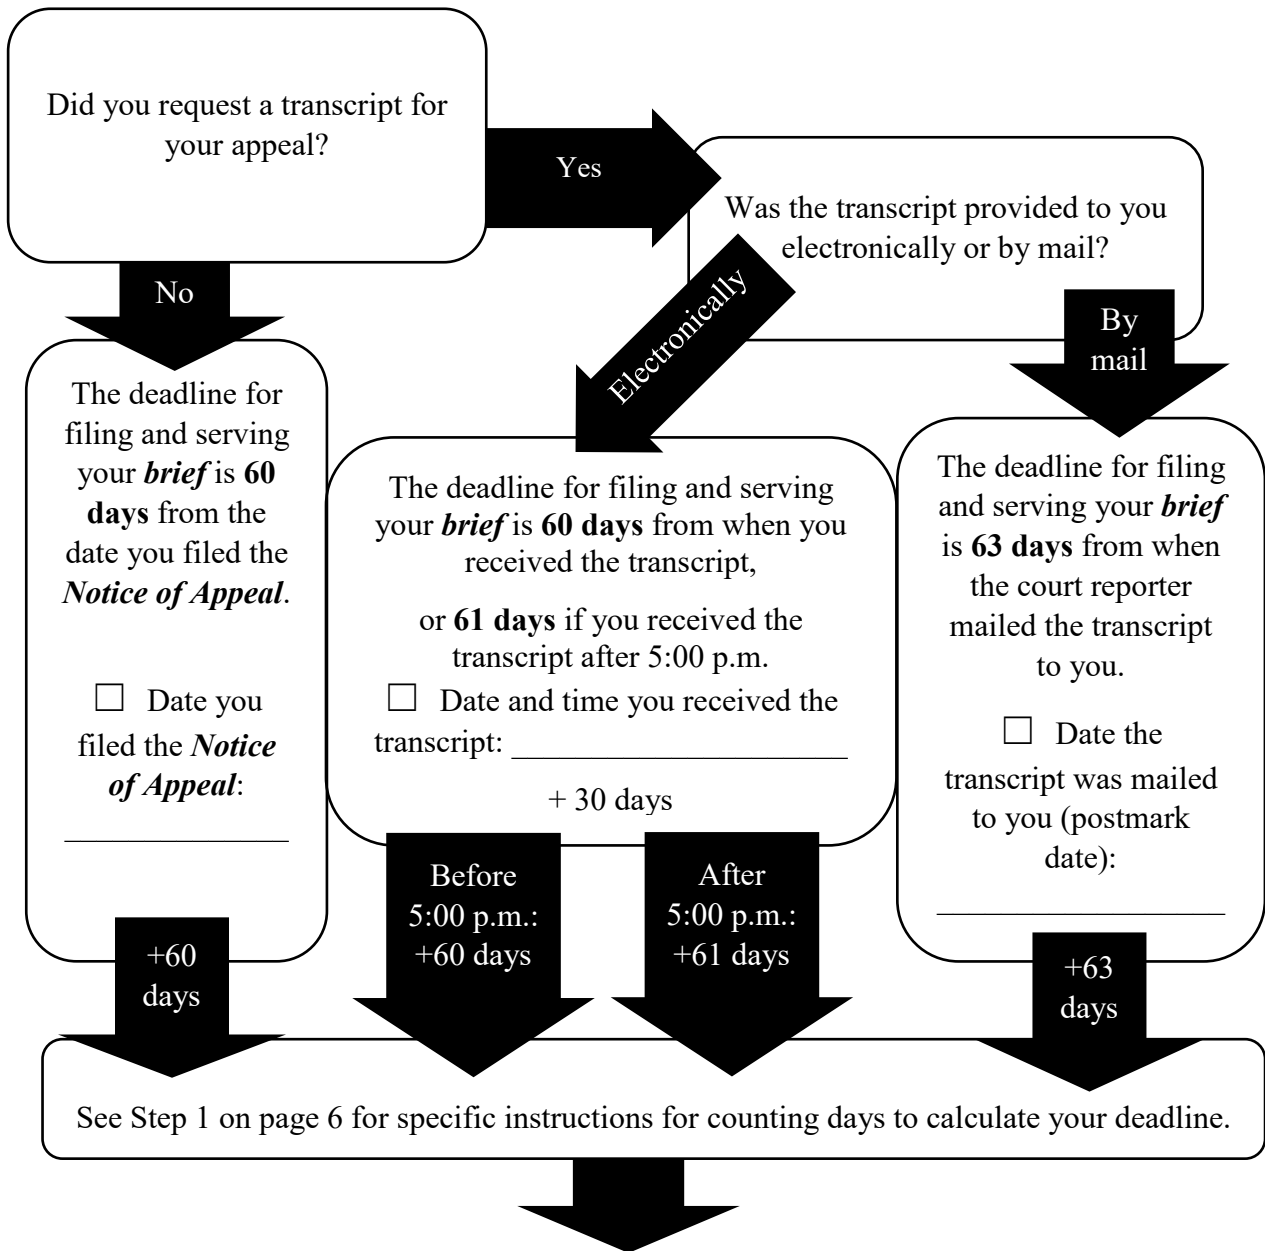 Did you request a transcript for
your appeal?
Yes
Was the transcript provided to you
electronically or by mail?
No
Electronically
By
mail
The deadline for
filing and serving
your brief is 60
days from the
date you filed the
Notice of Appeal.
☐ Date you
filed the Notice
of Appeal:
______________
+60
days
The deadline for filing and serving
your brief is 60 days from when you
received the transcript,
or 61 days if you received the
transcript after 5:00 p.m.
☐ Date and time you received the
transcript: _____________________
+ 30 days
Before
5:00 p.m.:
+60 days
After
5:00 p.m.:
+61 days
The deadline for filing
and serving your brief
is 63 days from when
the court reporter
mailed the transcript
to you.
☐ Date the
transcript was mailed
to you (postmark
date):
__________________
+63
days
See Step 1 on page 6 for specific instructions for counting days to calculate your deadline.